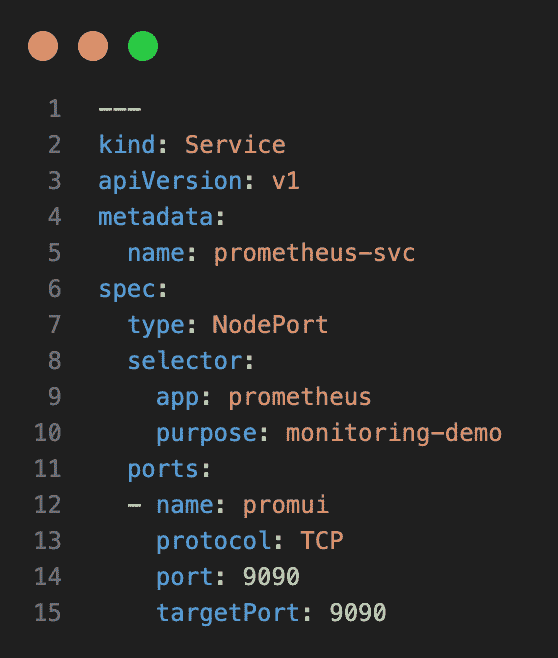 1 ---
2 kind: Service
3 apiVersion: v1
4 metadata:
5   name: prometheus-svc
6 spec:
7   type: NodePort
8   selector:
9     app: prometheus
10     purpose: monitoring-demo
11   ports:
12   - name: promui
13     protocol: TCP
14     port: 9090
15     targetPort: 9090